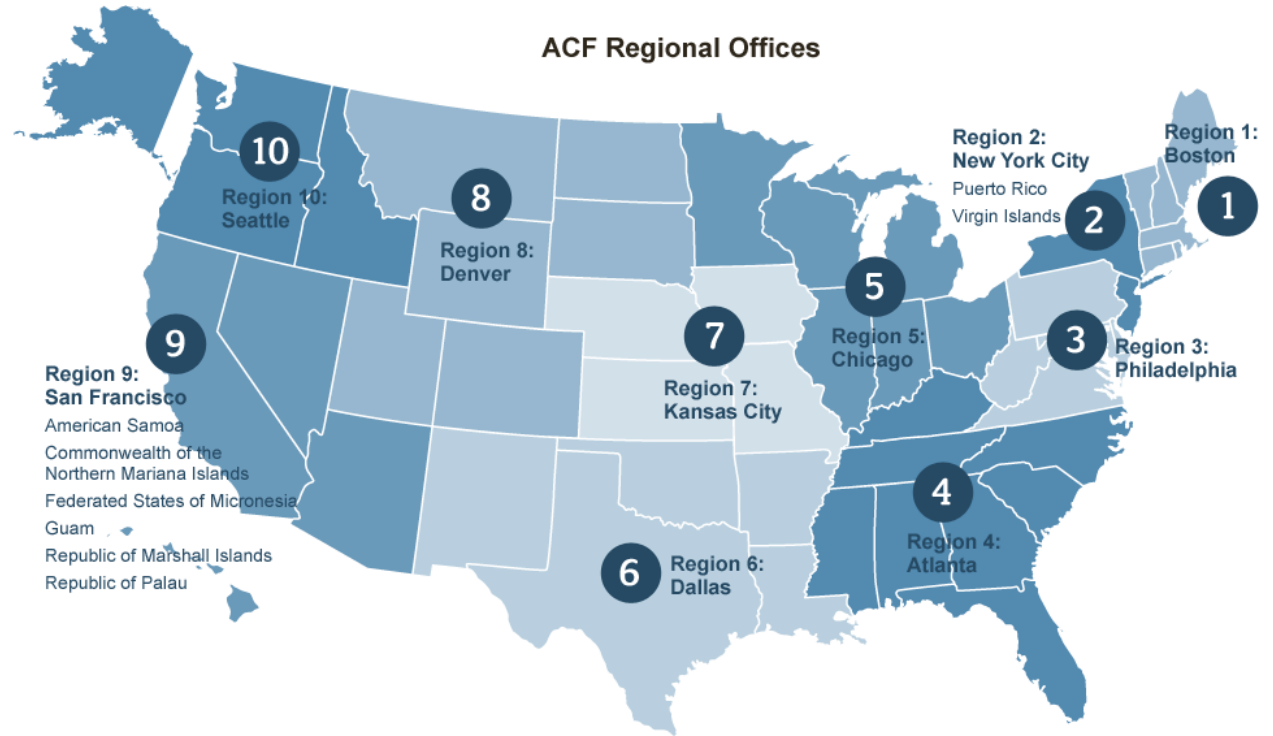 ACF Regional Offices
10
Region 10:
Seattle
8
Region 8:
Denver
Region 2:
New York City
Puerto Rico
Virgin Islands
2
Region 1:
Boston
1
5
Region 5:
Chicago
3
Region 3:
Philadelphia
9
Region 9:
San Francisco
American Samoa
Commonwealth of the
Northern Mariana Islands
Federated States of Micronesia
Guam
Republic of Marshall Islands
Republic of Palau
7
Region 7:
Kansas City
4
Region 4:
Atlanta
6
Region 6:
Dallas